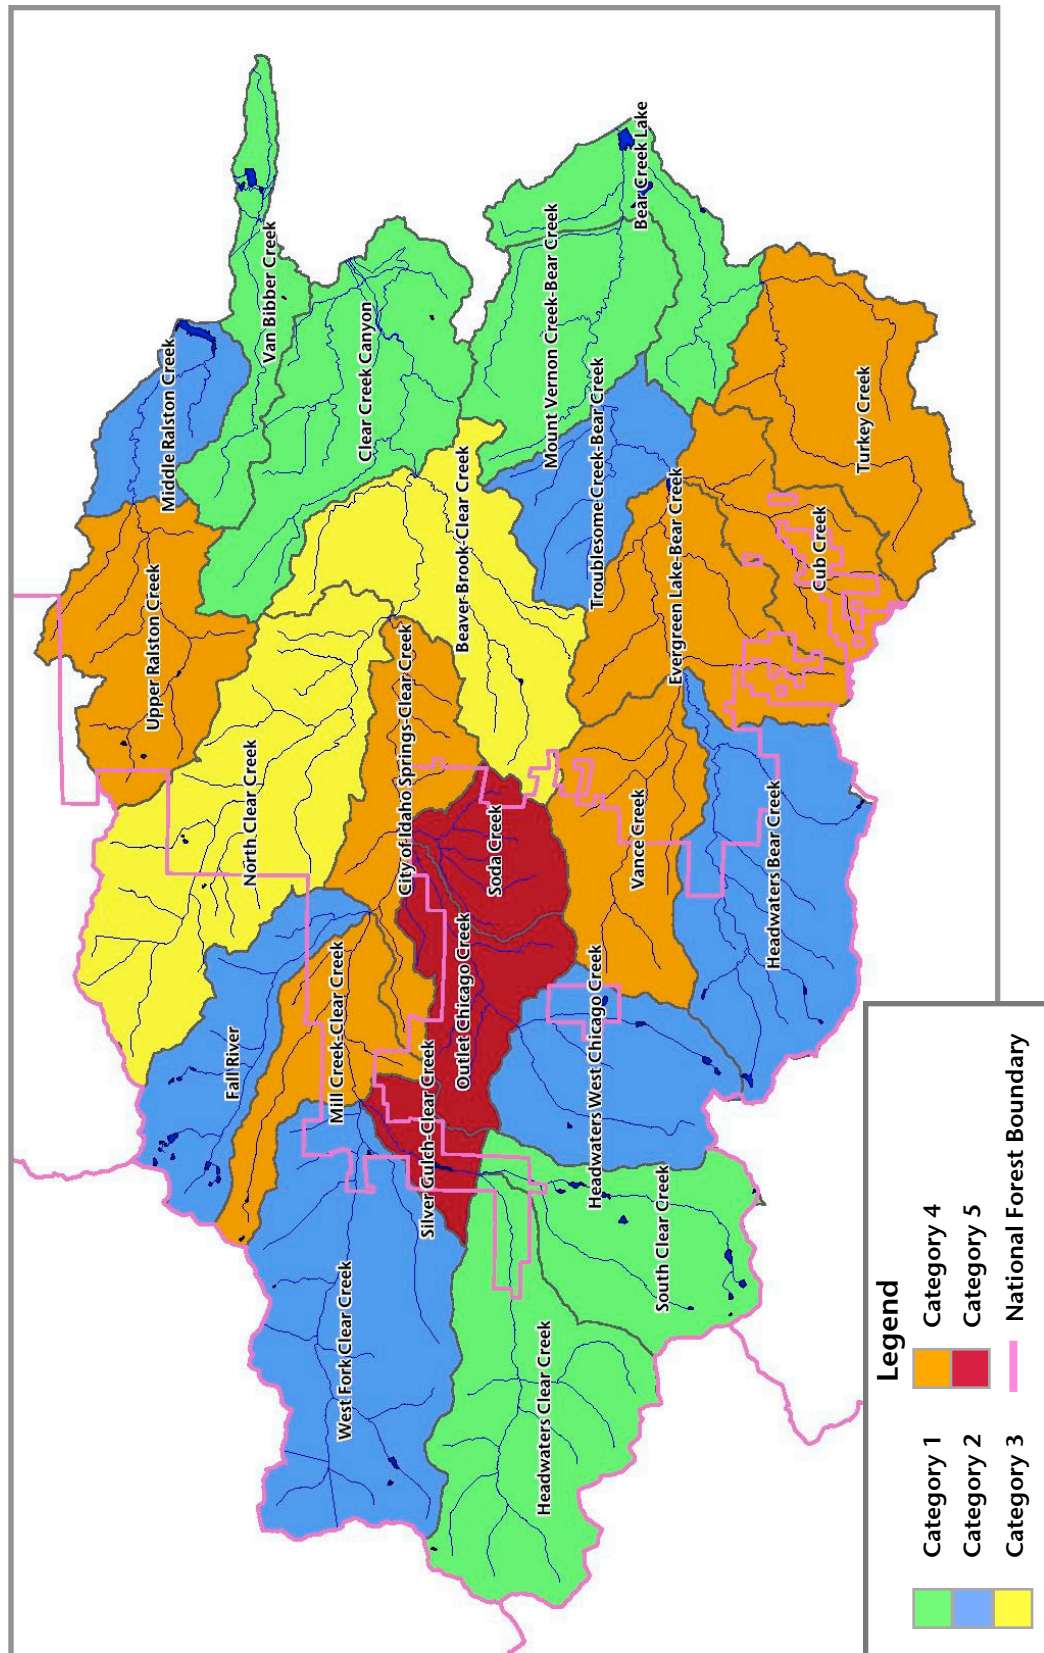 Van Bibber Creek
Middle Ralston Creek
Clear Creek Canyon
Bear Creek Lake
Mount Vernon Creek-Bear Creek
Troublesome Creek-Bear Creek
Turkey Creek
Upper Ralston Creek
Beaver-Brook-Clear Creek
Evergreen Lake-Bear Creek
Cub Creek
North Clear Creek
City of Idaho Springs-Clear Creek
Soda Creek
Vance Creek
Headwaters Bear Creek
Fall River
Mill Creek-Clear Creek
Outlet Chicago Creek
Headwaters West Chicago Creek
Silver Gulch-Clear Creek
South Clear Creek
West Fork Clear Creek
Headwaters Clear Creek
Legend
Category 1
Category 2
Category 3
Category 4
Category 5
National Forest Boundary